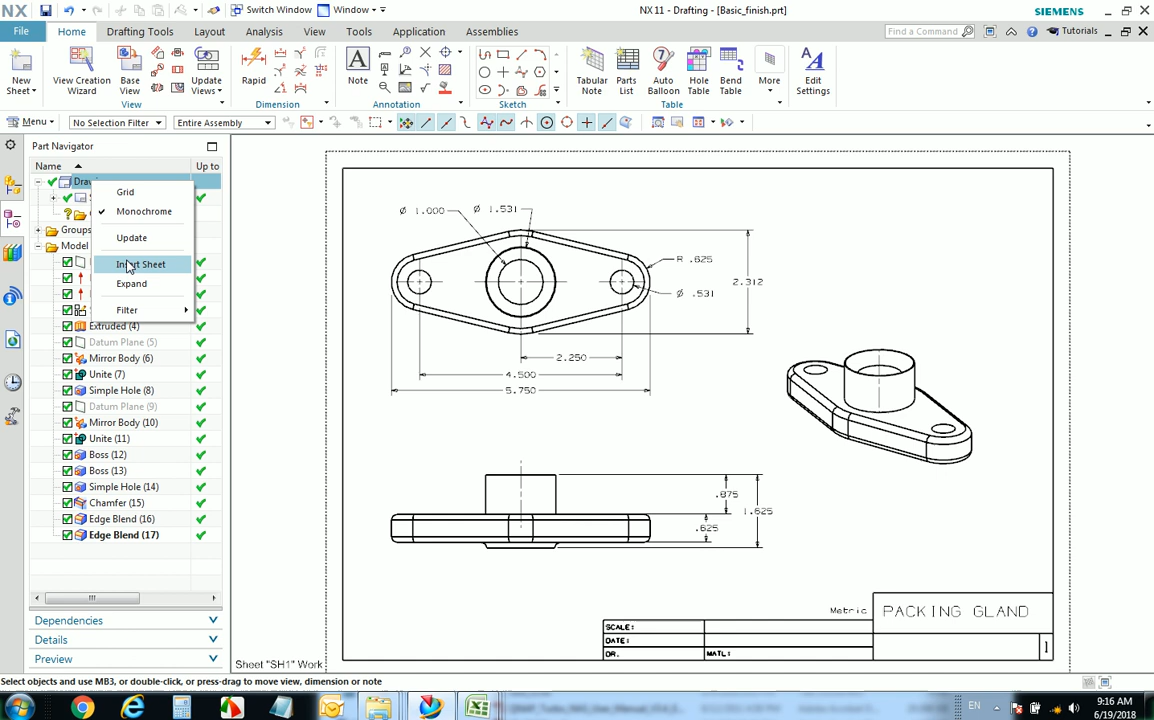 NX
Switch Window
Window
NX 11 - Drafting - [Basic_finish.prt]
SIEMENS
File
Home
Drafting Tools
Layout
Analysis
View
Tools
Application
Assemblies
Find a Command
Tutorials
New Sheet
View Creation Wizard
Base View
Update Views
Rapid
Note
Tabular Note
Parts List
Auto Balloon
Hole Table
Bend Table
More
Edit Settings
View
Dimension
Annotation
Sketch
Table
Menu
No Selection Filter
Entire Assembly
Part Navigator
Name
Up to
Draw
Grid
Monochrome
Update
Insert Sheet
Expand
Filter
Groups
Model
Extruded (4)
Datum Plane (5)
Mirror Body (6)
Unite (7)
Simple Hole (8)
Datum Plane (9)
Mirror Body (10)
Unite (11)
Boss (12)
Boss (13)
Simple Hole (14)
Chamfer (15)
Edge Blend (16)
Edge Blend (17)
Dependencies
Details
Preview
Ø 1.000
Ø 1.531
R .625
Ø .531
2.312
2.250
4.500
5.750
.875
1.625
.625
Metric
PACKING GLAND
SCALE:
DATE:
DR.
MATL:
1
Sheet "SH1" Work
Select objects and use MB3, or double-click, or press-drag to move view, dimension or note
EN
9:16 AM
6/19/2018